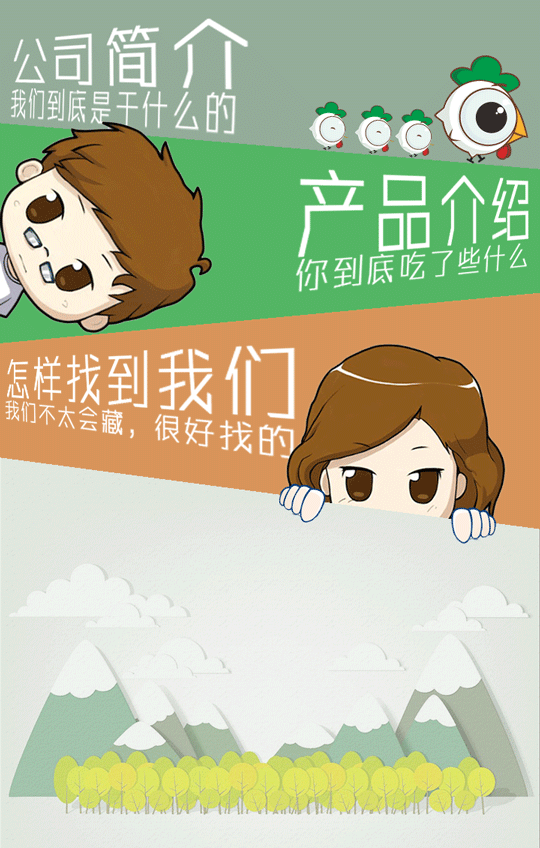 公司简介
我们到底是干什么的
产品介绍
你到底吃了些什么
怎样找到我们
我们不太会藏，很好找的